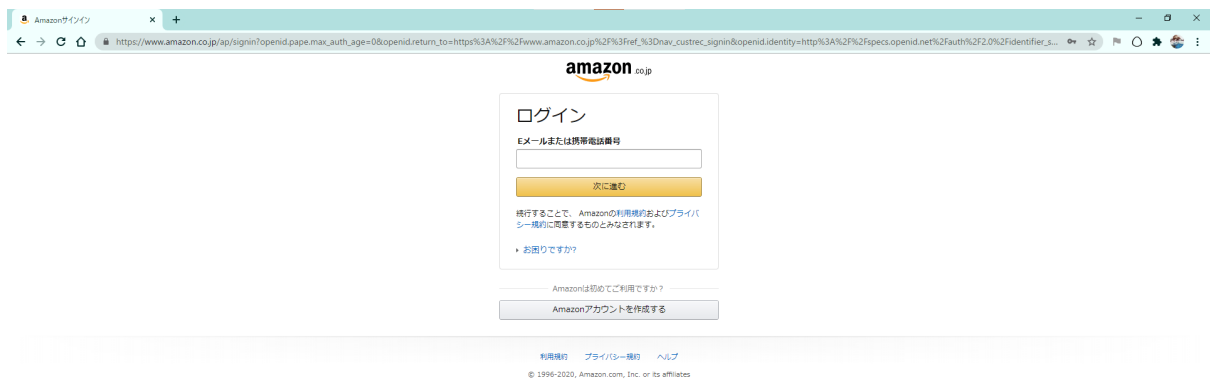 Amazonサインイン
https://www.amazon.co.jp/ap/signin?openid.pape.max_auth_age=0&openid.return_to=https%3A%2F%2Fwww.amazon.co.jp%2F%3Fref_%3Dnav_custrec_signin&openid.identity=http%3A%2F%2Fspecs.openid.net%2Fauth%2F2.0%2Fidentifier_s...
amazon.co.jp
ログイン
Eメールまたは携帯電話番号
次に進む
続行することで、 Amazonの利用規約およびプライバ
シー規約に同意するものとみなされます。
お困りですか?
Amazonは初めてご利用ですか？
Amazonアカウントを作成する
利用規約 プライバシー規約 ヘルプ
© 1996-2020, Amazon.com, Inc. or its affiliates